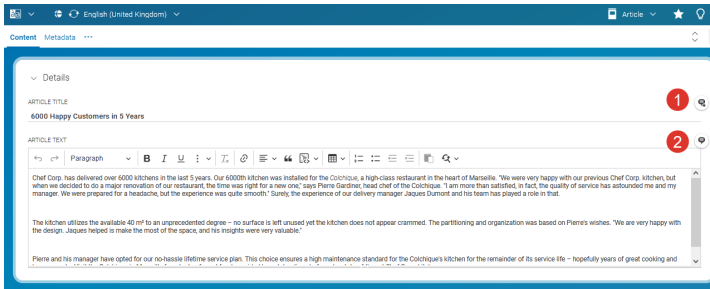 English (United Kingdom)
Article
Content Metadata ...
Details
1
ARTICLE TITLE
6000 Happy Customers in 5 Years
2
ARTICLE TEXT
Paragraph B I U
Chef Corp. has delivered over 6000 kitchens in the last 5 years. Our 6000th kitchen was installed for the Colchique, a high-class restaurant in the heart of Marseille. "We were very happy with our previous Chef Corp. kitchen, but
when we decided to do a major renovation of our restaurant, the time was right for a new one," says Pierre Gardiner, head chef of the Colchique. "I am more than satisfied, in fact, the quality of service has astounded me and my
manager. We were prepared for a headache, but the experience was quite smooth." Surely, the experience of our delivery manager Jaques Dumont and his team has played a role in that.
The kitchen utilizes the available 40 m² to an unprecedented degree – no surface is left unused yet the kitchen does not appear crammed. The partitioning and organization was based on Pierre's wishes. "We are very happy with
the design. Jaques helped is make the most of the space, and his insights were very valuable."
Pierre and his manager have opted for our no-hassle lifetime service plan. This choice ensures a high maintenance standard for the Colchique's kitchen for the remainder of its service life – hopefully years of great cooking and